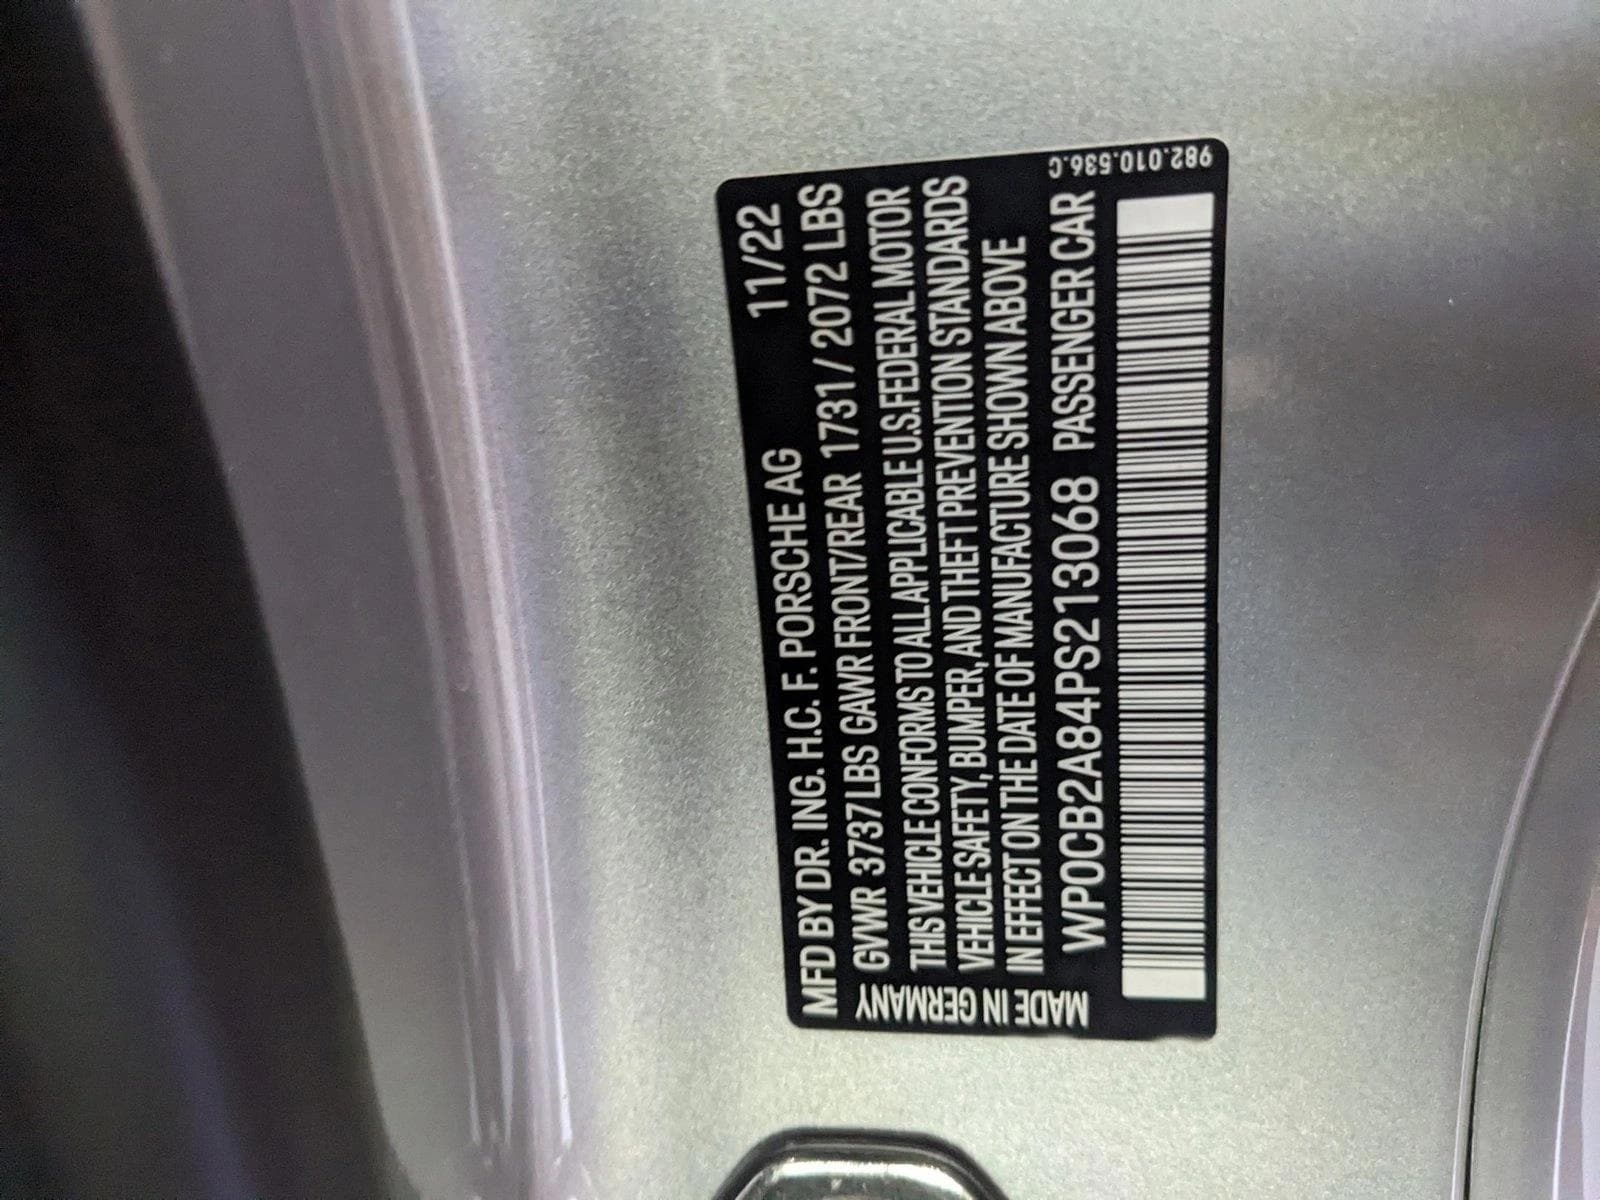 MFD BY DR. ING. H.C. F. PORSCHE AG 11/22
GVWR 3737 LBS GAWR FRONT/REAR 1731 / 2072 LBS
THIS VEHICLE CONFORMS TO ALL APPLICABLE U.S. FEDERAL MOTOR
VEHICLE SAFETY, BUMPER, AND THEFT PREVENTION STANDARDS
IN EFFECT ON THE DATE OF MANUFACTURE SHOWN ABOVE
WP0CB2A84PS213068 PASSENGER CAR
MADE IN GERMANY
982.010.536.C